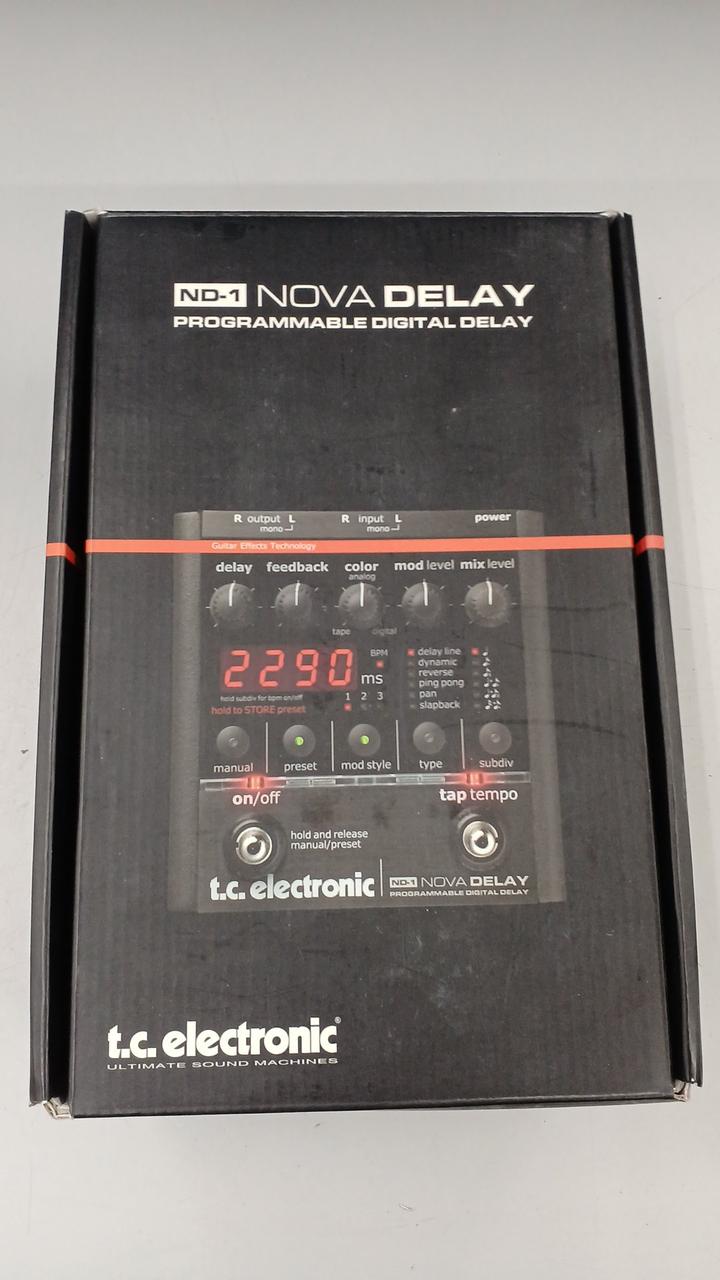 ND-1 NOVA DELAY
PROGRAMMABLE DIGITAL DELAY
R output L R input L power
mono mono
Guitar Effects Technology
delay feedback color mod level mix level
analog
tape digital
2290 ms
BPM
hold subdiv for bpm on/off
hold to STORE preset
1 2 3
delay line
dynamic
reverse
ping pong
pan
slapback
manual preset mod style type subdiv
on/off tap tempo
hold and release
manual/preset
t.c. electronic ND-1 NOVA DELAY
PROGRAMMABLE DIGITAL DELAY
t.c. electronic®
ULTIMATE SOUND MACHINES